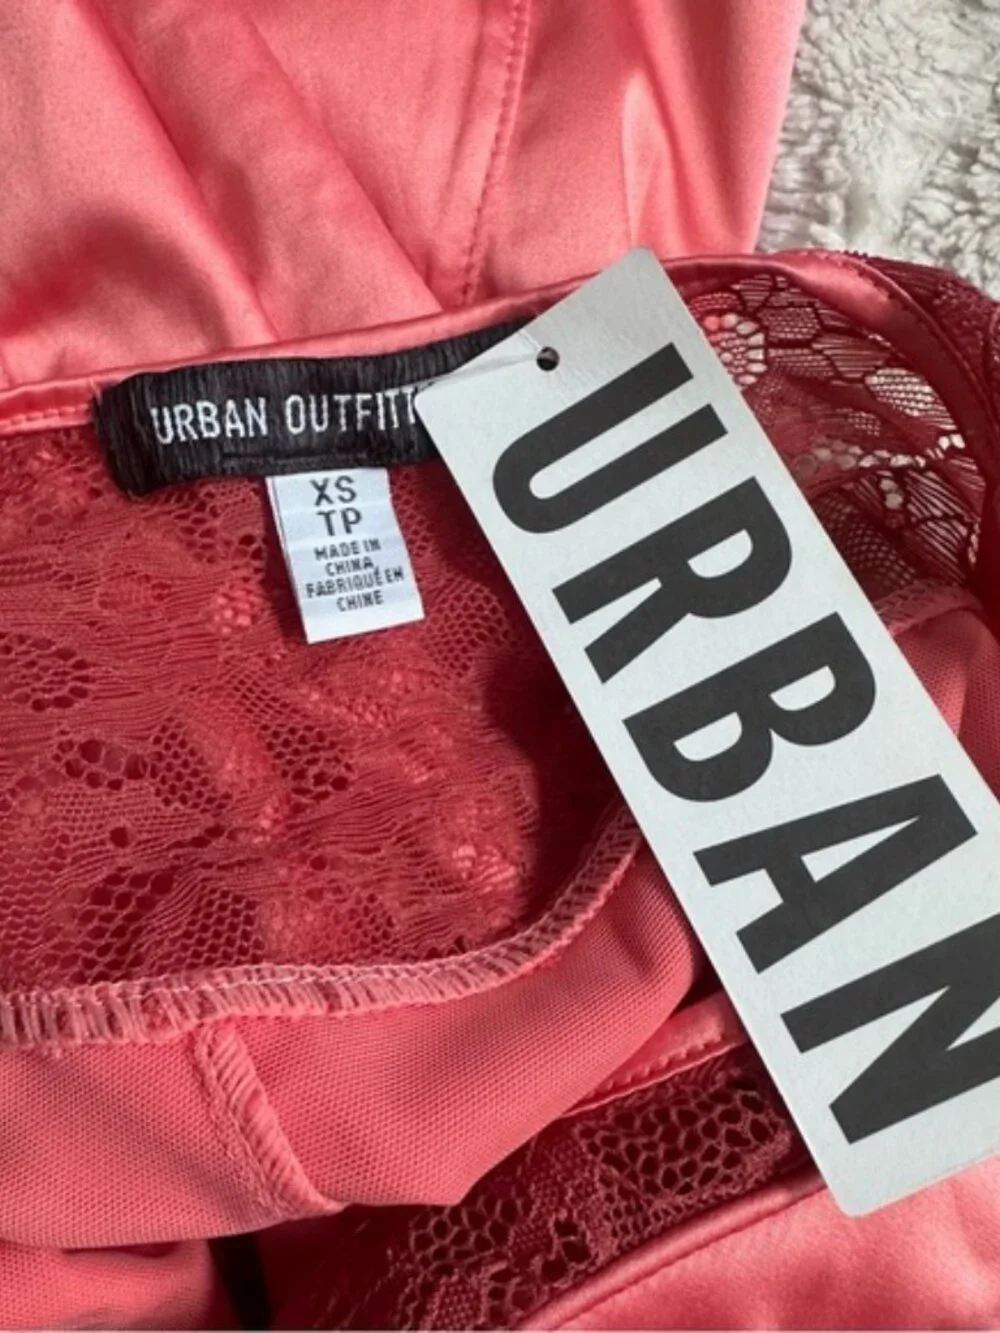 URBAN OUTFITT
XS
TP
MADE IN
CHINA,
FABRIQUÉ EN
CHINE
URBAN